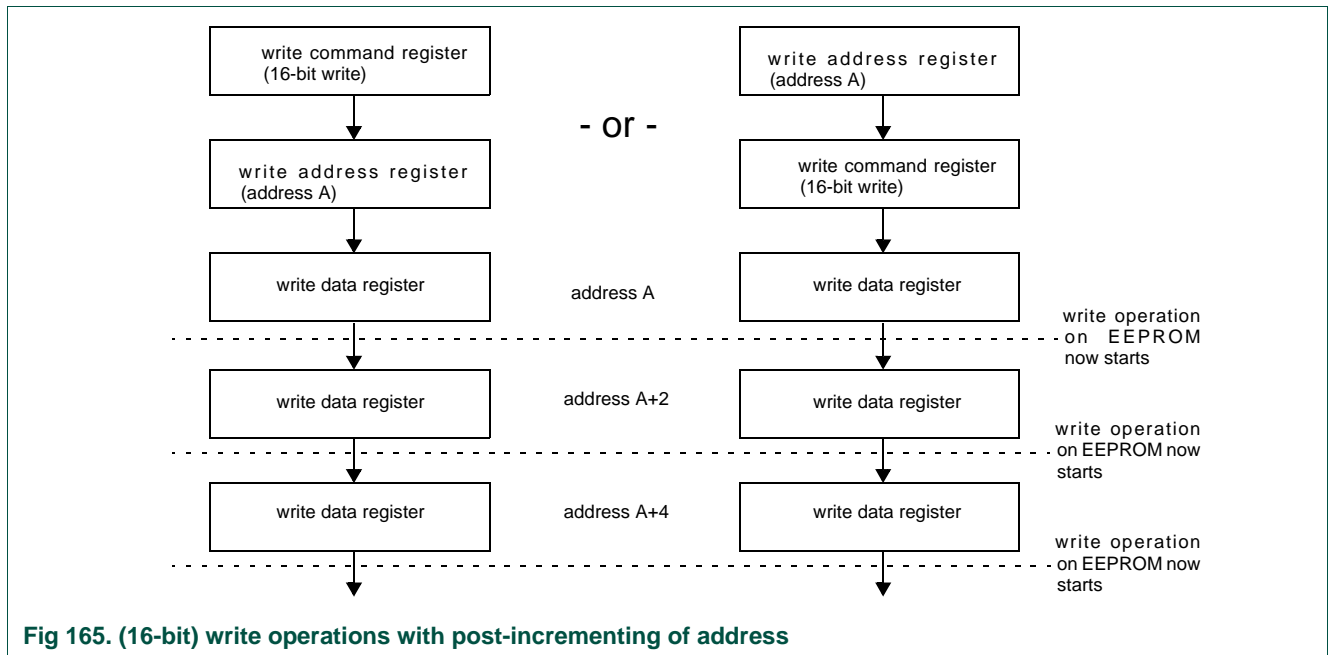 write command register
(16-bit write)
write address register
(address A)
- or -
write address register
(address A)
write command register
(16-bit write)
write data register
address A
write data register
write operation
on EEPROM
now starts
write data register
address A+2
write data register
write operation
on EEPROM now
starts
write data register
address A+4
write data register
write operation
on EEPROM now
starts
Fig 165. (16-bit) write operations with post-incrementing of address